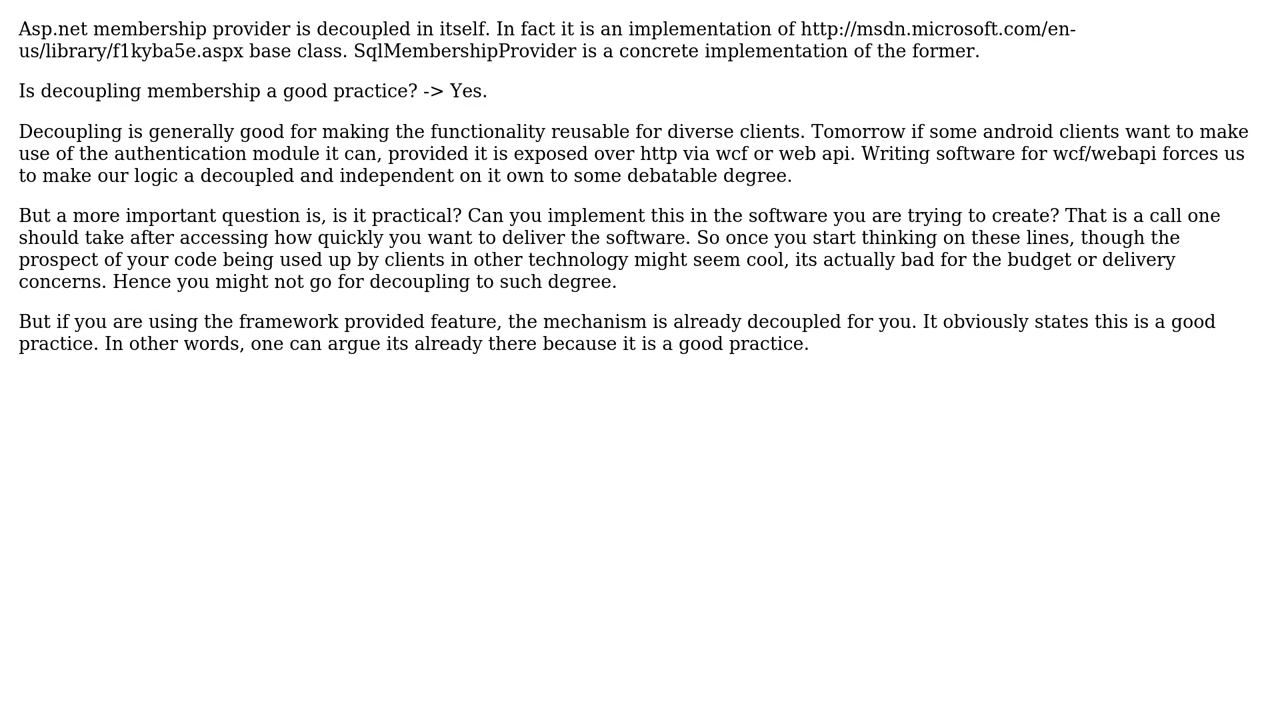 Asp.net membership provider is decoupled in itself. In fact it is an implementation of http://msdn.microsoft.com/en-
us/library/f1kyba5e.aspx base class. SqlMembershipProvider is a concrete implementation of the former.
Is decoupling membership a good practice? -> Yes.
Decoupling is generally good for making the functionality reusable for diverse clients. Tomorrow if some android clients want to make
use of the authentication module it can, provided it is exposed over http via wcf or web api. Writing software for wcf/webapi forces us
to make our logic a decoupled and independent on it own to some debatable degree.
But a more important question is, is it practical? Can you implement this in the software you are trying to create? That is a call one
should take after accessing how quickly you want to deliver the software. So once you start thinking on these lines, though the
prospect of your code being used up by clients in other technology might seem cool, its actually bad for the budget or delivery
concerns. Hence you might not go for decoupling to such degree.
But if you are using the framework provided feature, the mechanism is already decoupled for you. It obviously states this is a good
practice. In other words, one can argue its already there because it is a good practice.